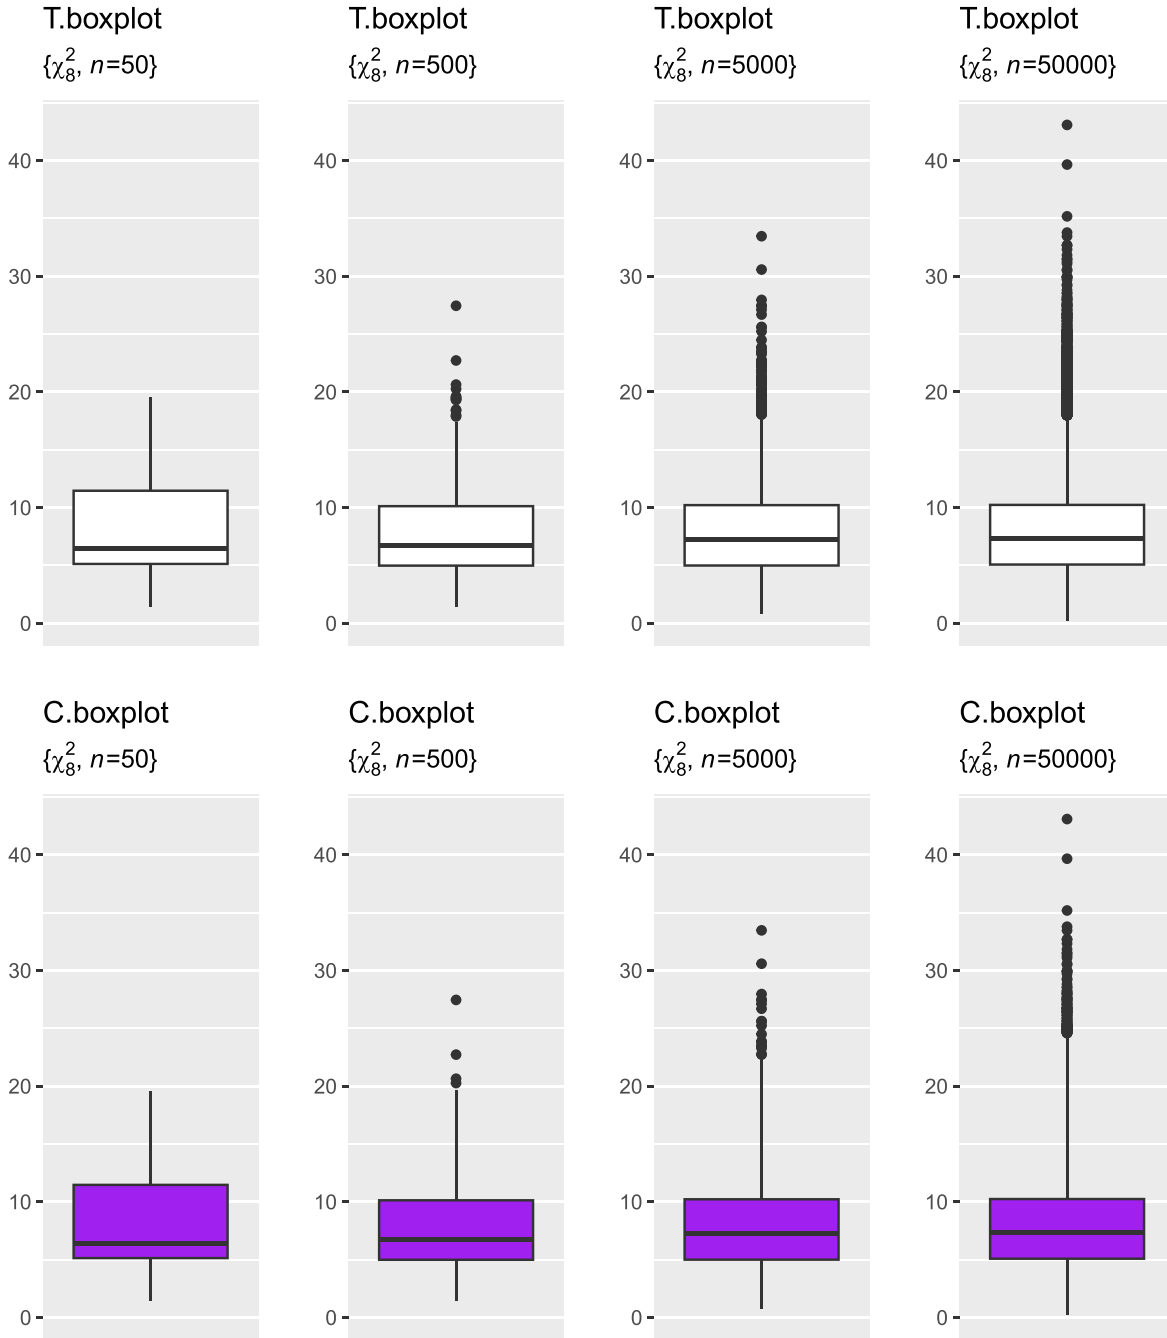 T.boxplot T.boxplot T.boxplot T.boxplot
{χ²₈, n=50} {χ²₈, n=500} {χ²₈, n=5000} {χ²₈, n=50000}
40 40 40 40
30 30 30 30
20 20 20 20
10 10 10 10
0 0 0 0
C.boxplot C.boxplot C.boxplot C.boxplot
{χ²₈, n=50} {χ²₈, n=500} {χ²₈, n=5000} {χ²₈, n=50000}
40 40 40 40
30 30 30 30
20 20 20 20
10 10 10 10
0 0 0 0